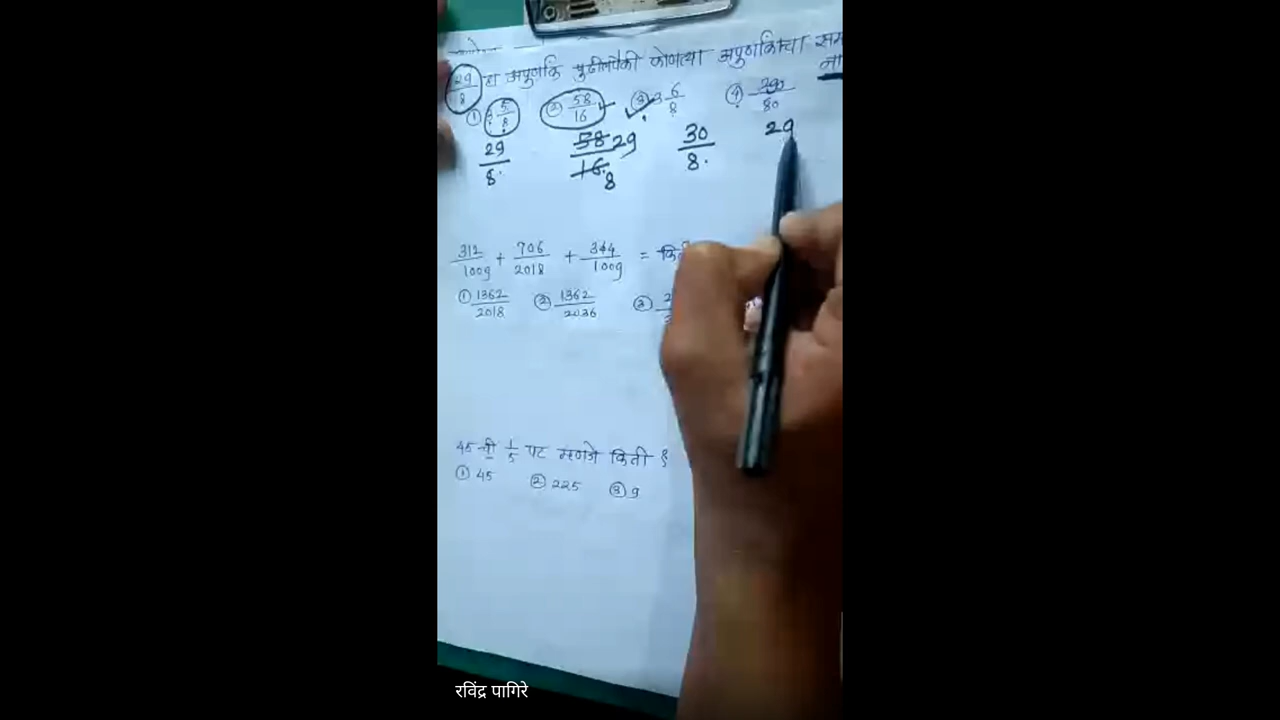 29/8 हा अपूर्णांक पुढीलपैकी कोणत्या अपूर्णांकाचा सम
ना
① 3 5/8 ② 58/16 ③ 3 6/8 ④ 290/80
29/8 58/16 29/8 30/8 29
312/1009 + 706/2018 + 344/1009 = कि
① 1362/2018 ② 1362/2036 ③
45 ची 1/5 पट म्हणजे किती ?
① 45 ② 225 ③ 9
रविंद्र पागिरे